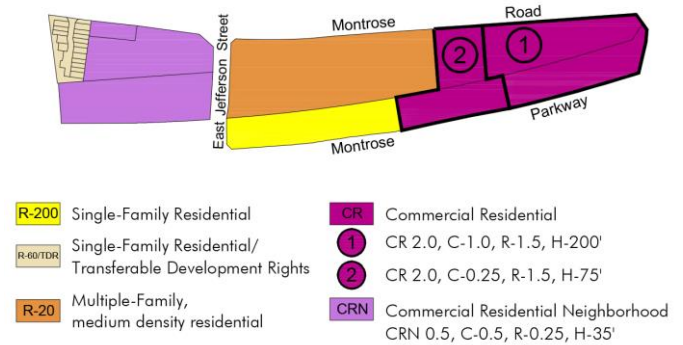 Montrose Road
East Jefferson Street
2
1
Montrose Parkway
R-200 Single-Family Residential
R-60/TDR Single-Family Residential/
Transferable Development Rights
R-20 Multiple-Family,
medium density residential
CR Commercial Residential
1 CR 2.0, C-1.0, R-1.5, H-200'
2 CR 2.0, C-0.25, R-1.5, H-75'
CRN Commercial Residential Neighborhood
CRN 0.5, C-0.5, R-0.25, H-35'